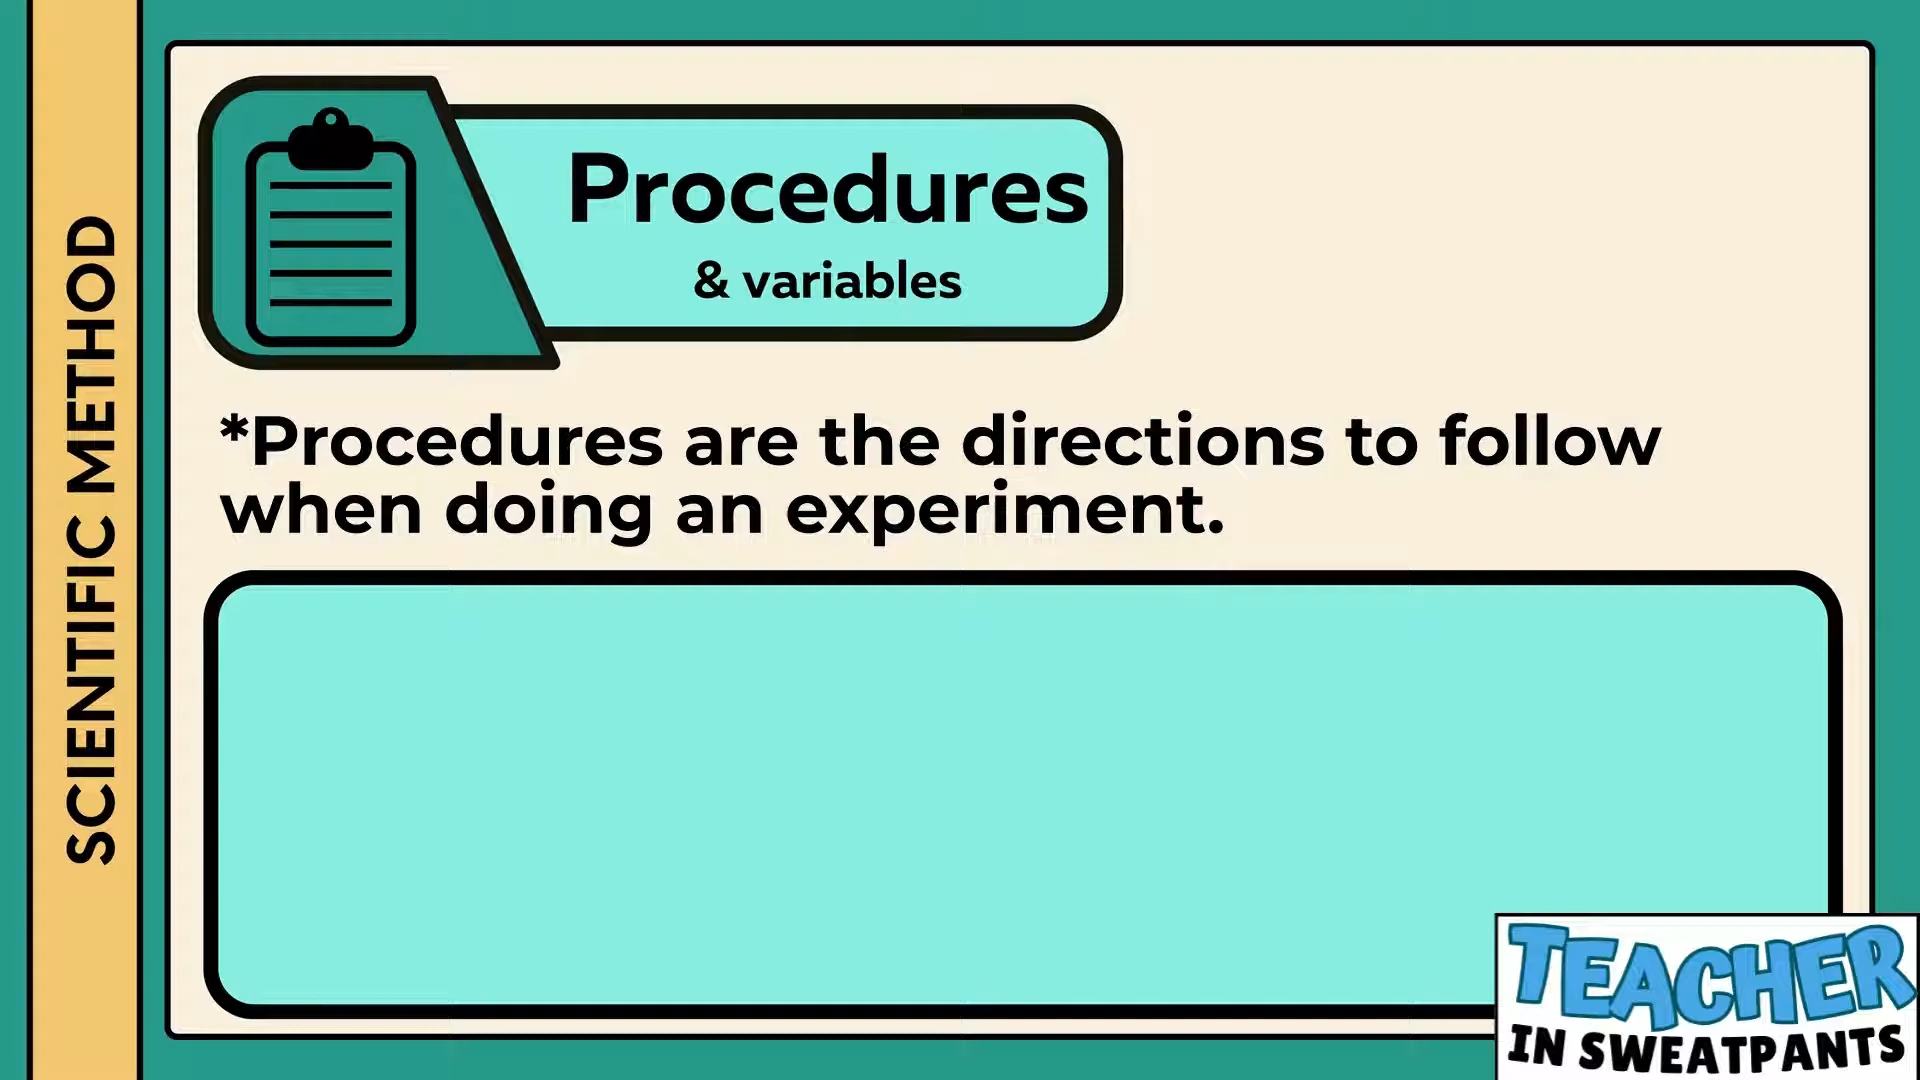 SCIENTIFIC METHOD
Procedures
& variables
*Procedures are the directions to follow
when doing an experiment.
TEACHER
IN SWEATPANTS